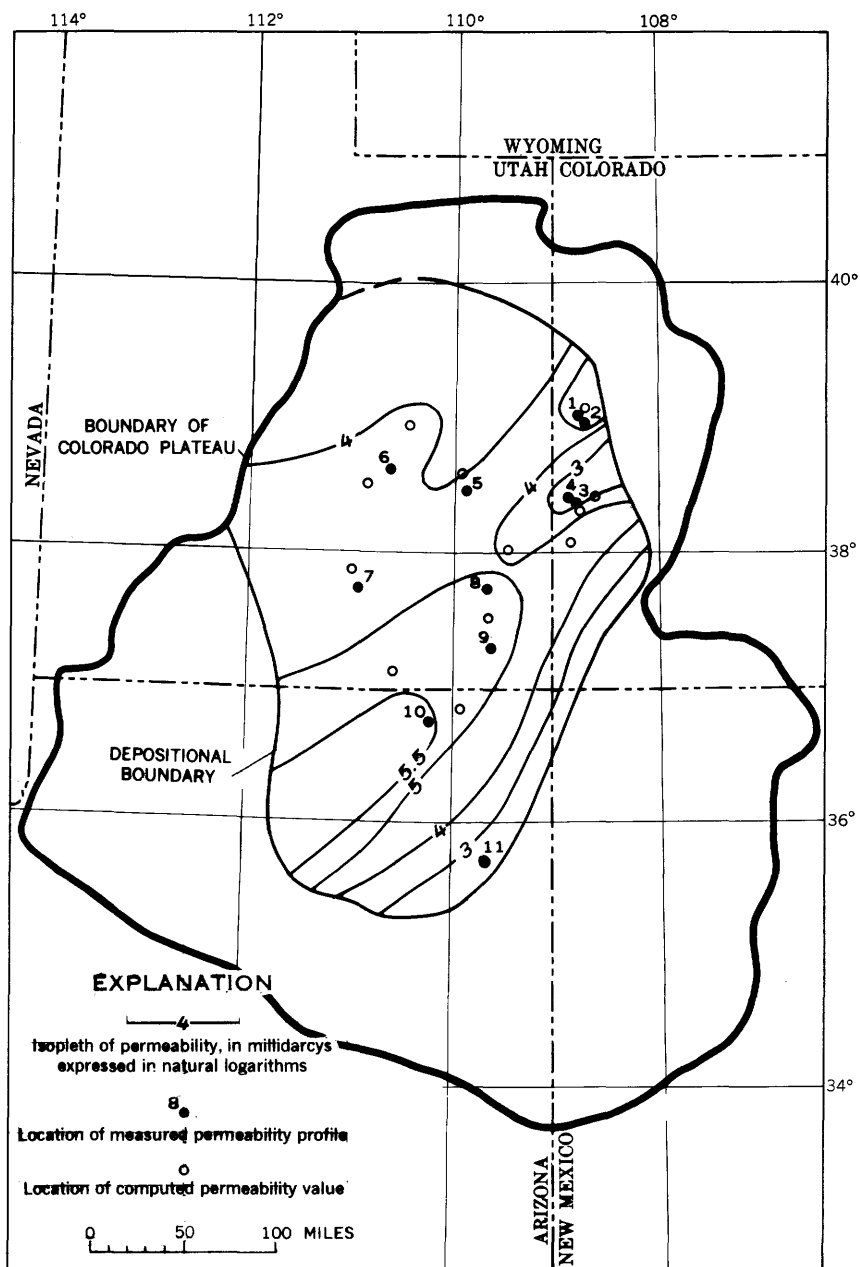 114° 112° 110° 108°
WYOMING
UTAH COLORADO
40°
NEVADA
BOUNDARY OF
COLORADO PLATEAU
4
1
2
6
5
4
3
4 3
38°
7
8
9
10
DEPOSITIONAL
BOUNDARY
5.5
5
4
3
11
36°
EXPLANATION
4
Isopleth of permeability, in millidarcys
expressed in natural logarithms
8
Location of measured permeability profile
Location of computed permeability value
34°
0 50 100 MILES
ARIZONA
NEW MEXICO